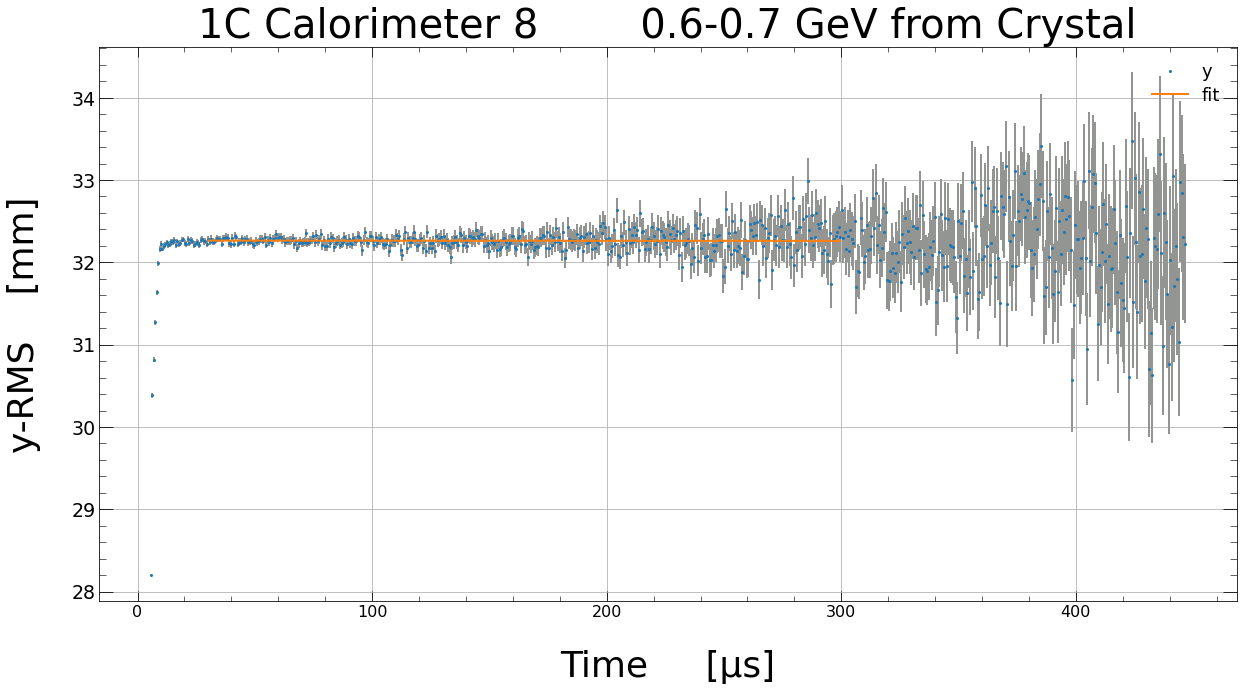 1C Calorimeter 8 0.6-0.7 GeV from Crystal
y
fit
y-RMS [mm]
34
33
32
31
30
29
28
0 100 200 300 400
Time [μs]